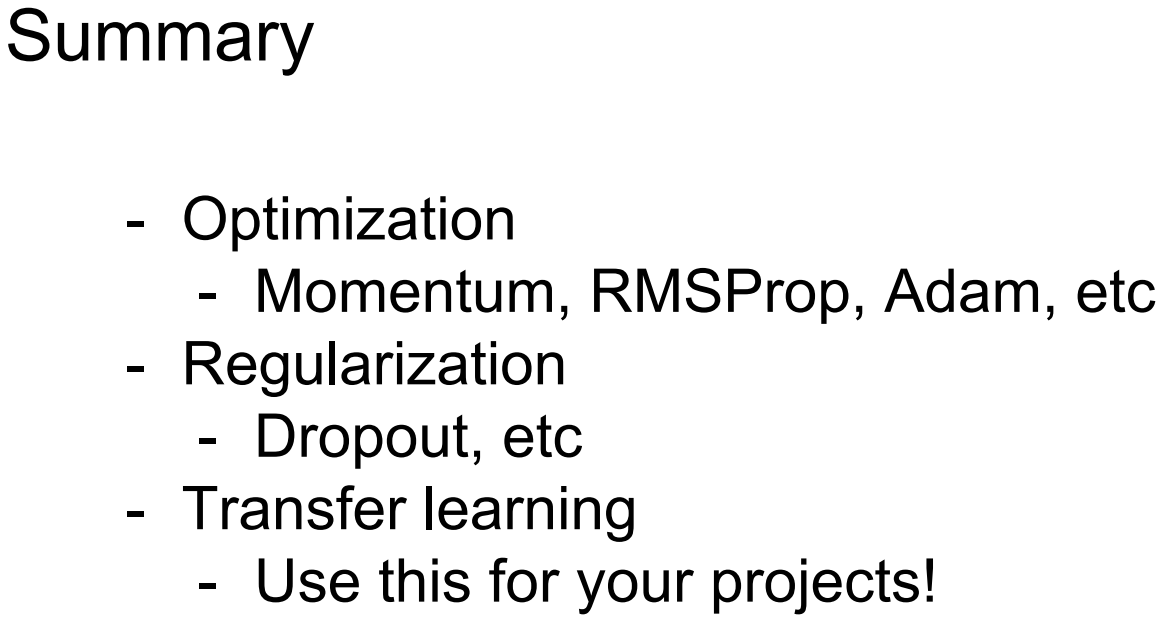 Summary
- Optimization
- Momentum, RMSProp, Adam, etc
- Regularization
- Dropout, etc
- Transfer learning
- Use this for your projects!